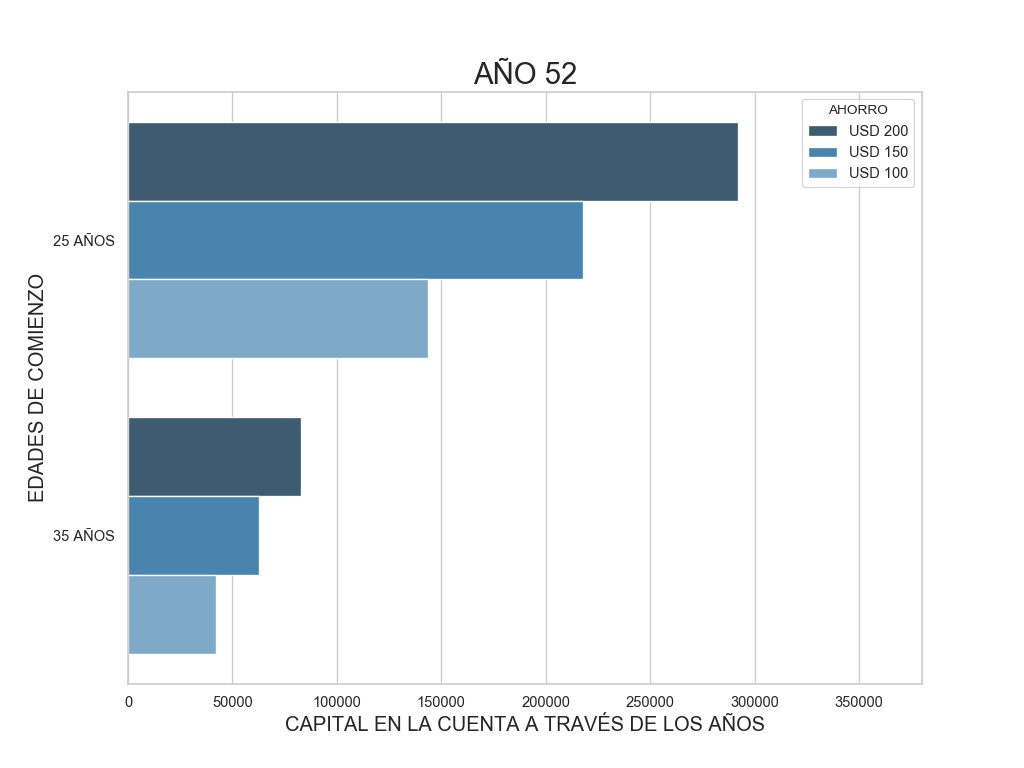 AÑO 52
AHORRO
USD 200
USD 150
USD 100
EDADES DE COMIENZO
25 AÑOS
35 AÑOS
0 50000 100000 150000 200000 250000 300000 350000
CAPITAL EN LA CUENTA A TRAVÉS DE LOS AÑOS